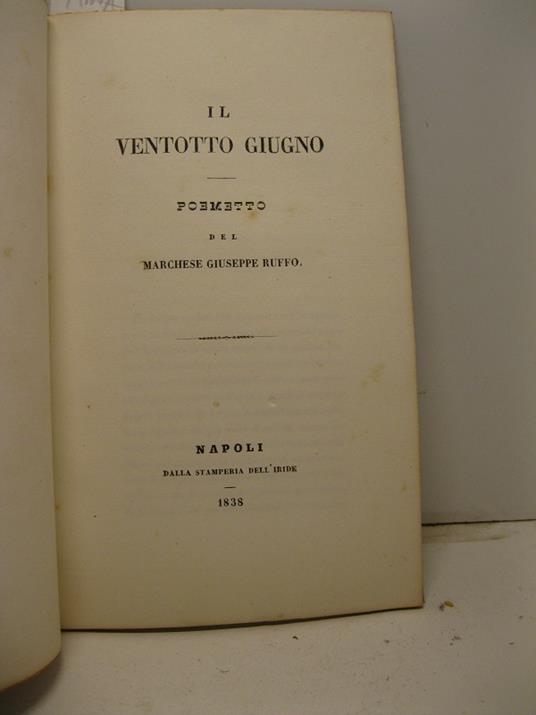 IL
VENTOTTO GIUGNO
POEMETTO
DEL
MARCHESE GIUSEPPE RUFFO.
NAPOLI
DALLA STAMPERIA DELL'IRIDE
1838